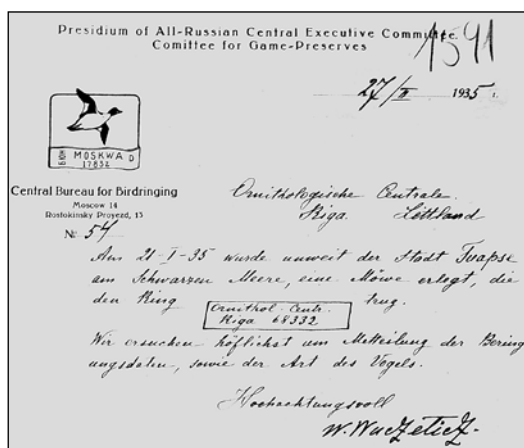 Presidium of All-Russian Central Executive Committee.
Comittee for Game-Preserves
1591
27/II 1935 г.
MOSKWA D
17832
Central Bureau for Birdringing
Moscow 14
Rostokinsky Proyezd, 13
№ 54
Ornithologische Centrale.
Riga. Lettland
Am 21-I-35 wurde unweit der Stadt Tuapse
am Schwarzen Meere, eine Möwe erlegt, die
den Ring Ornithol. Centr. trug.
Riga 68332
Wir ersuchen höflichst um Mitteilung der Bering
ungsdaten, sowie der Art des Vogels.
Hochachtungsvoll